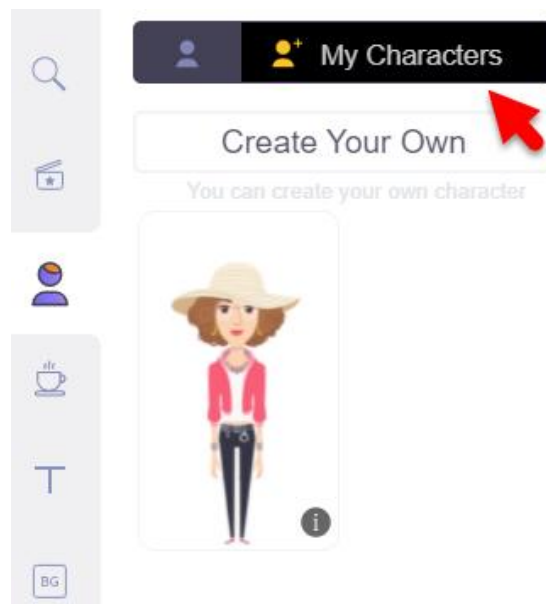 My Characters
Create Your Own
You can create your own character
T
i
BG